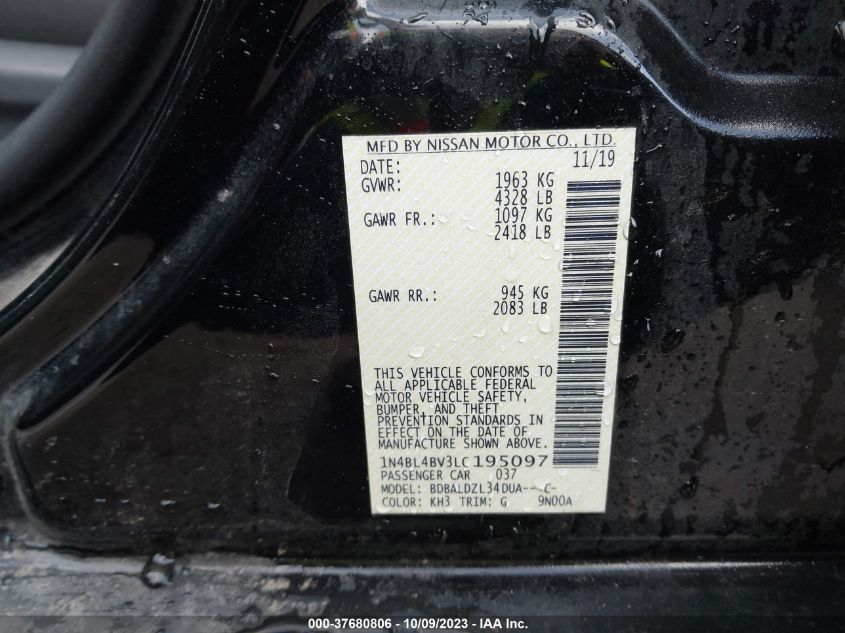 MFD BY NISSAN MOTOR CO., LTD.
DATE: 11/19
GVWR: 1963 KG
4328 LB
GAWR FR.: 1097 KG
2418 LB
GAWR RR.: 945 KG
2083 LB
THIS VEHICLE CONFORMS TO
ALL APPLICABLE FEDERAL
MOTOR VEHICLE SAFETY,
BUMPER, AND THEFT
PREVENTION STANDARDS IN
EFFECT ON THE DATE OF
MANUFACTURE SHOWN ABOVE.
1N4BL4BV3LC195097
PASSENGER CAR 037
MODEL: BDBALDZL34DUA-- C-
COLOR: KH3 TRIM: G 9N00A
000-37680806 - 10/09/2023 - IAA Inc.